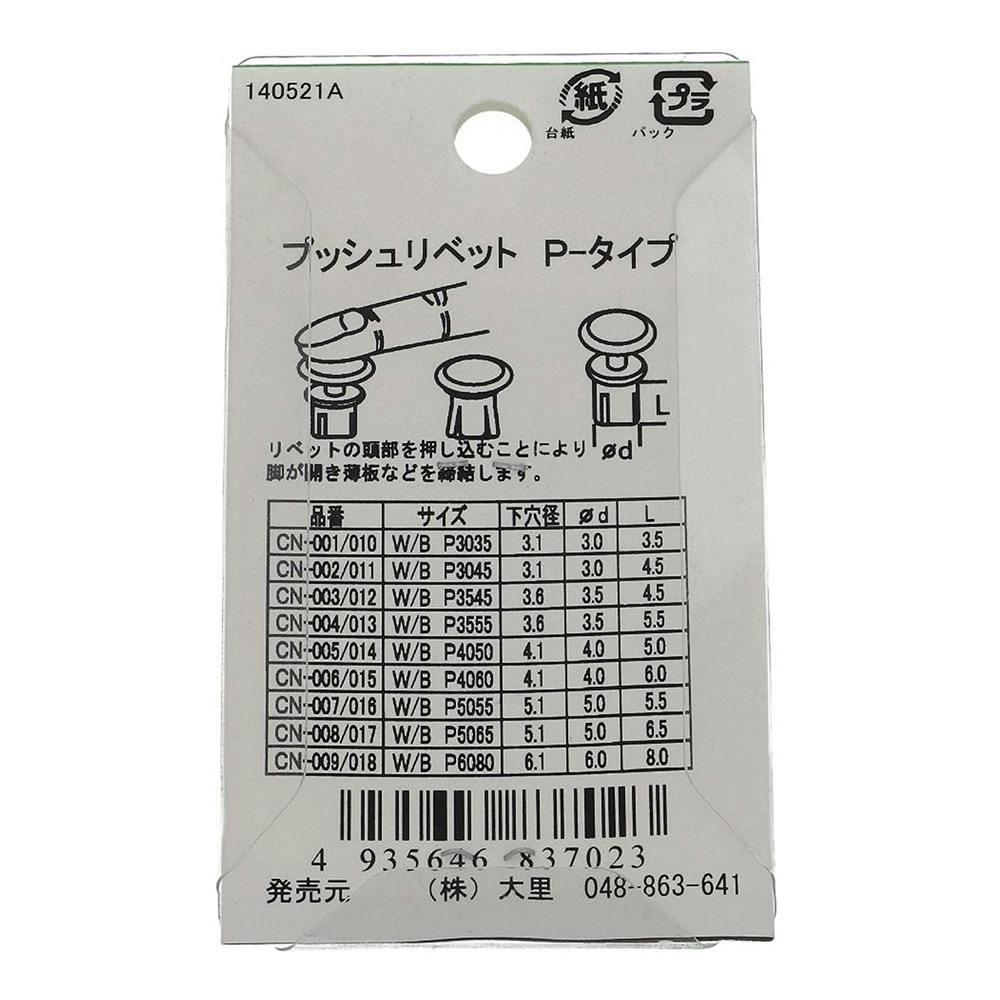 140521A
紙 プラ
台紙 パック
プッシュリベット P-タイプ
L
リベットの頭部を押し込むことにより ød
脚が開き薄板などを締結します。
品番 サイズ 下穴径 ød L
CN-001/010 W/B P3035 3.1 3.0 3.5
CN-002/011 W/B P3045 3.1 3.0 4.5
CN-003/012 W/B P3545 3.6 3.5 4.5
CN-004/013 W/B P3555 3.6 3.5 5.5
CN-005/014 W/B P4050 4.1 4.0 5.0
CN-006/015 W/B P4060 4.1 4.0 6.0
CN-007/016 W/B P5055 5.1 5.0 5.5
CN-008/017 W/B P5065 5.1 5.0 6.5
CN-009/018 W/B P6080 6.1 6.0 8.0
4 935646 837023
発売元 (株) 大里 048-863-641